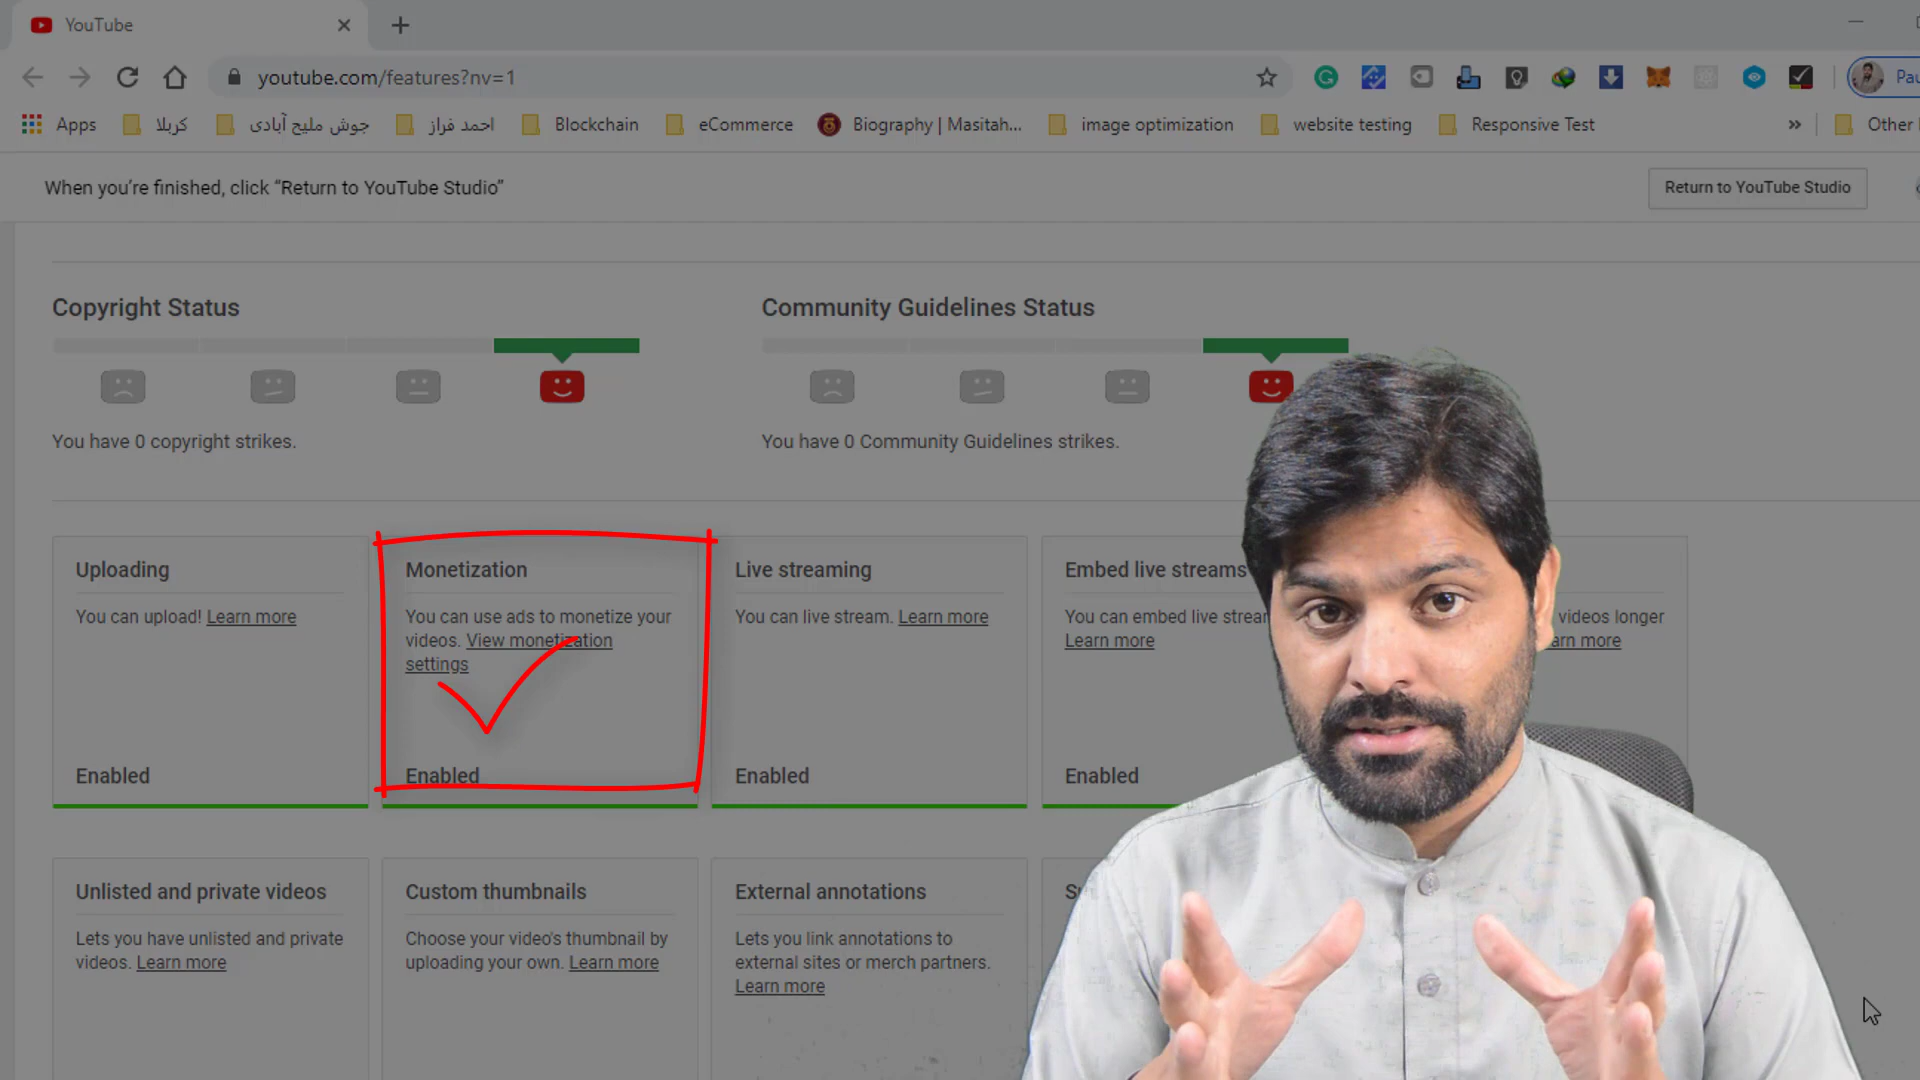 YouTube
youtube.com/features?nv=1
Apps کربلا جوش ملیح آبادی احمد فراز Blockchain eCommerce Biography | Masitah... image optimization website testing Responsive Test » Other
When you’re finished, click “Return to YouTube Studio”
Return to YouTube Studio
Copyright Status
You have 0 copyright strikes.
Community Guidelines Status
You have 0 Community Guidelines strikes.
Uploading
You can upload! Learn more
Enabled
Monetization
You can use ads to monetize your
videos. View monetization
settings
Enabled
Live streaming
You can live stream. Learn more
Enabled
Embed live streams
You can embed live
Learn more
Enabled
videos longer
more
Unlisted and private videos
Lets you have unlisted and private
videos. Learn more
Custom thumbnails
Choose your video's thumbnail by
uploading your own. Learn more
External annotations
Lets you link annotations to
external sites or merch partners.
Learn more